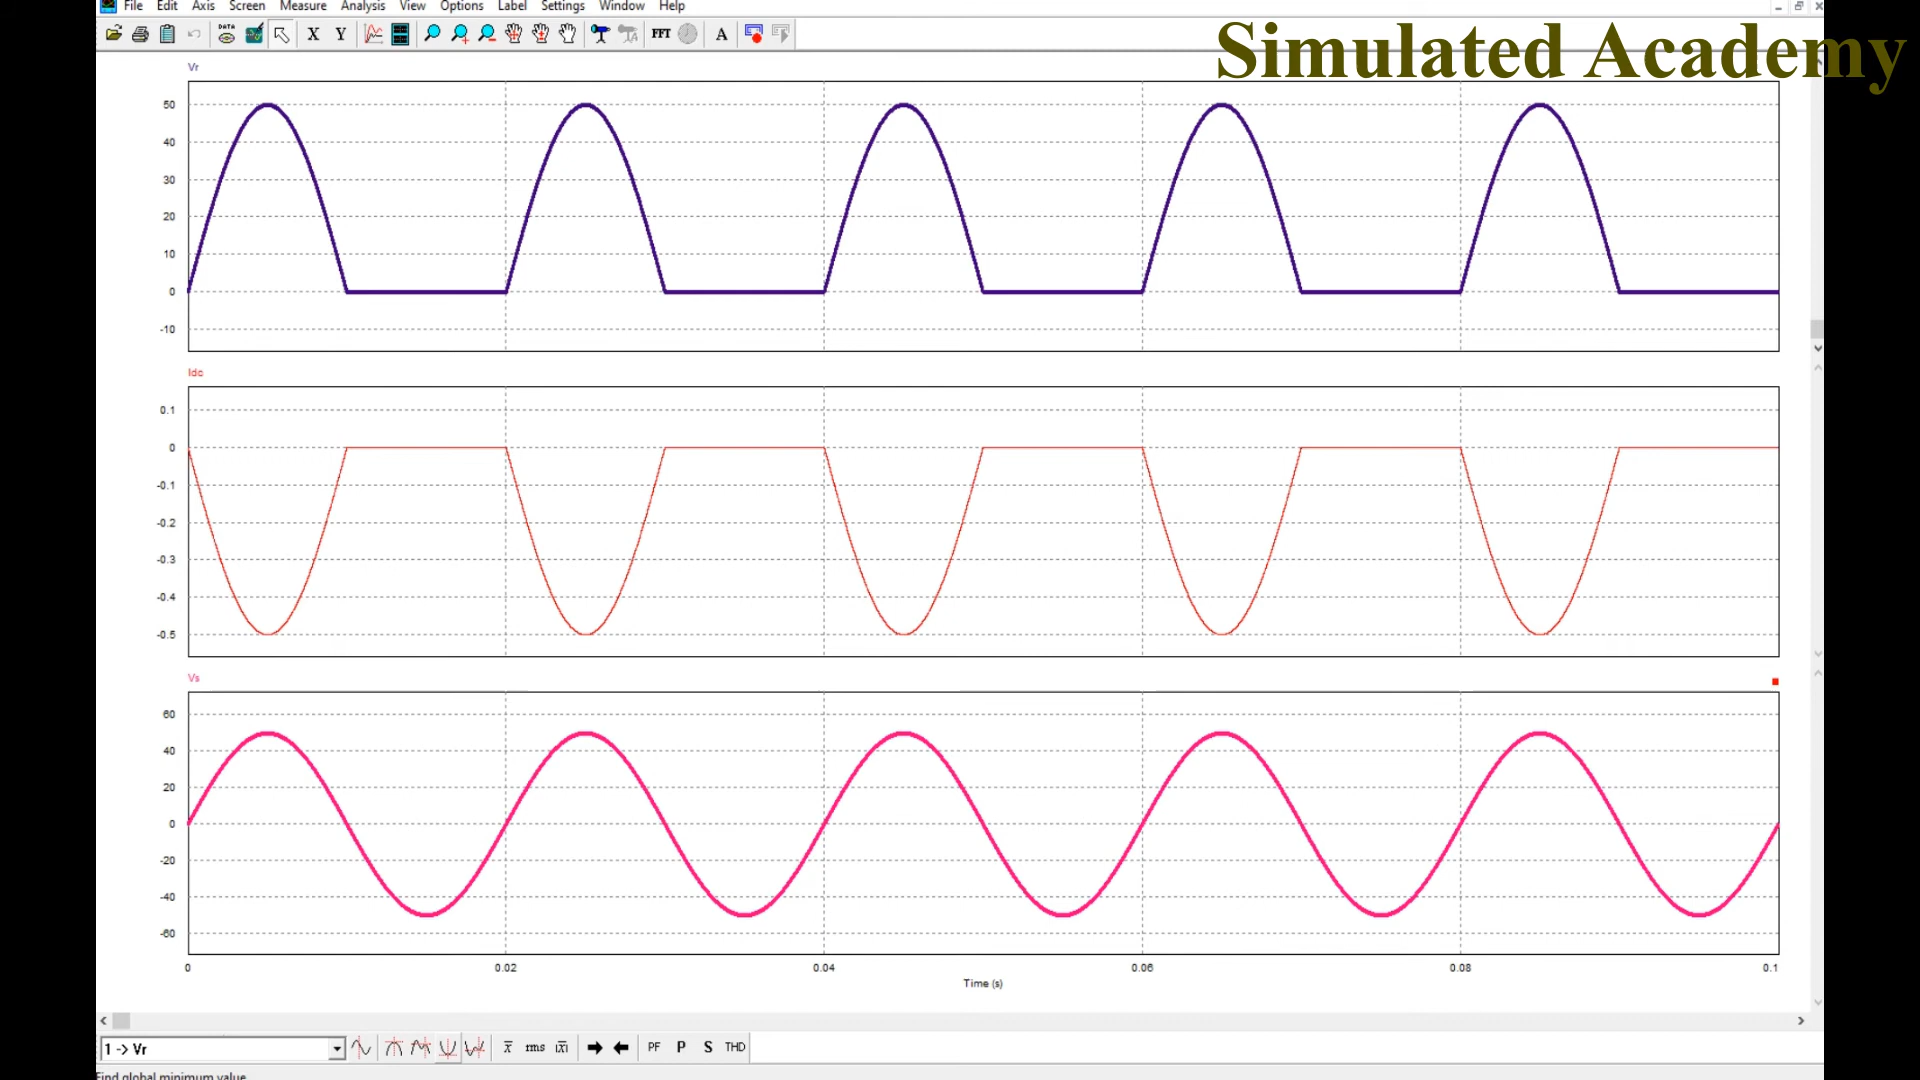 File Edit Axis Screen Measure Analysis View Options Label Settings Window Help
DATA X Y FFT A
Simulated Academy
Vr
50
40
30
20
10
0
-10
Idc
0.1
0
-0.1
-0.2
-0.3
-0.4
-0.5
Vs
60
40
20
0
-20
-40
-60
0 0.02 0.04 0.06 0.08 0.1
Time (s)
1 -> Vr x rms |x| PF P S THD
Find global minimum value